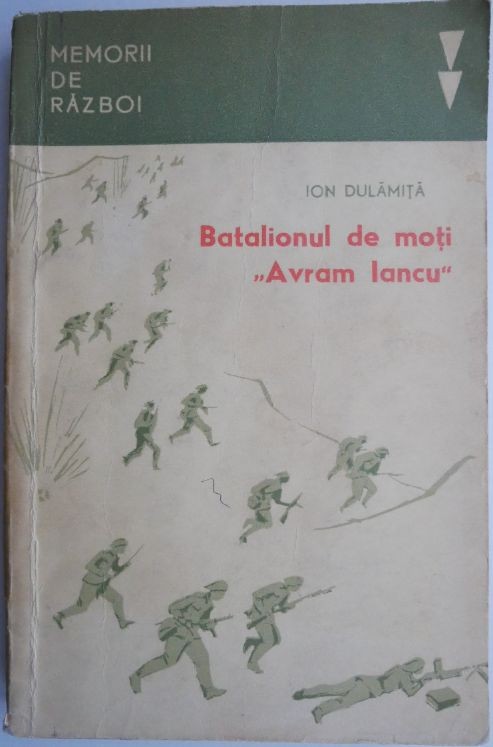 MEMORII
DE
RĂZBOI
ION DULĂMIȚĂ
Batalionul de moți
„Avram Iancu“